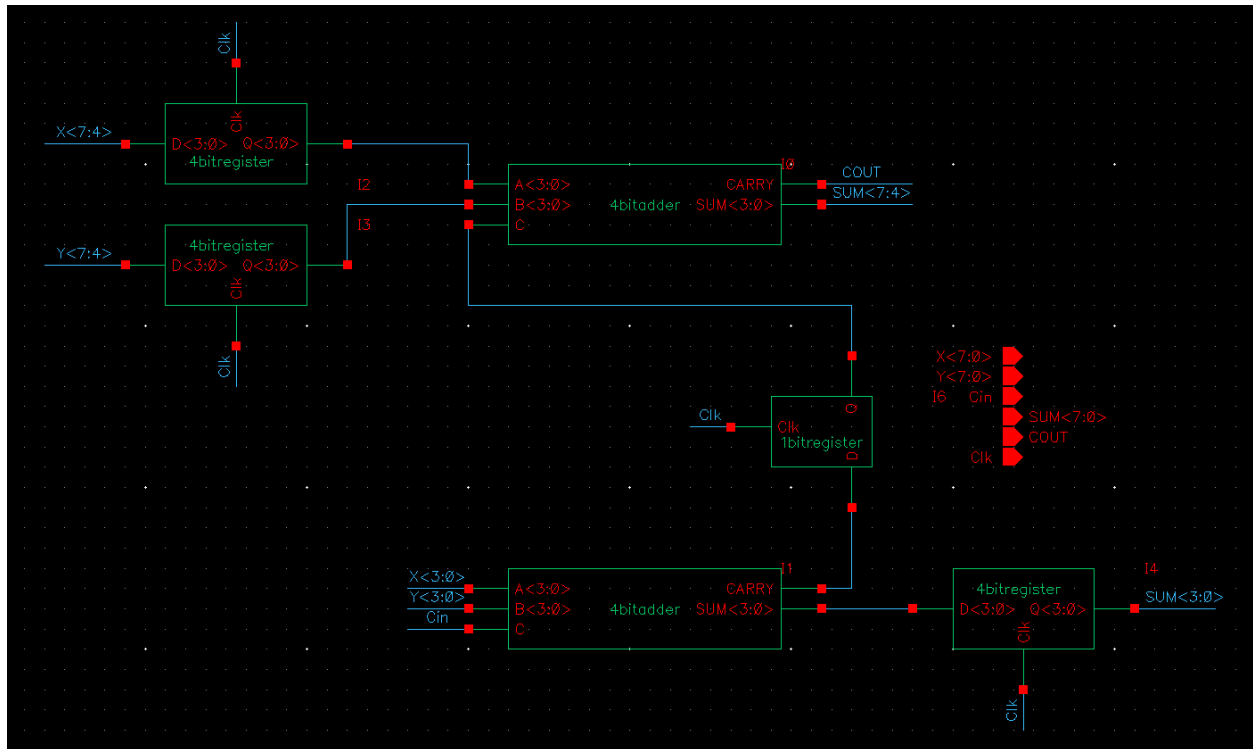 Clk
X<7:4>
D<3:0> Q<3:0>
Clk
4bitregister
I2
I0
A<3:0>
B<3:0>
C
4bitadder
CARRY
SUM<3:0>
COUT
SUM<7:4>
I3
4bitregister
Y<7:4>
D<3:0> Q<3:0>
Clk
Clk
X<7:0>
Y<7:0>
I6 Cin
SUM<7:0>
COUT
Clk
Clk
Q
Clk
1bitregister
D
X<3:0>
Y<3:0>
Cin
I1
A<3:0>
B<3:0>
C
4bitadder
CARRY
SUM<3:0>
I4
4bitregister
D<3:0> Q<3:0>
Clk
SUM<3:0>
Clk